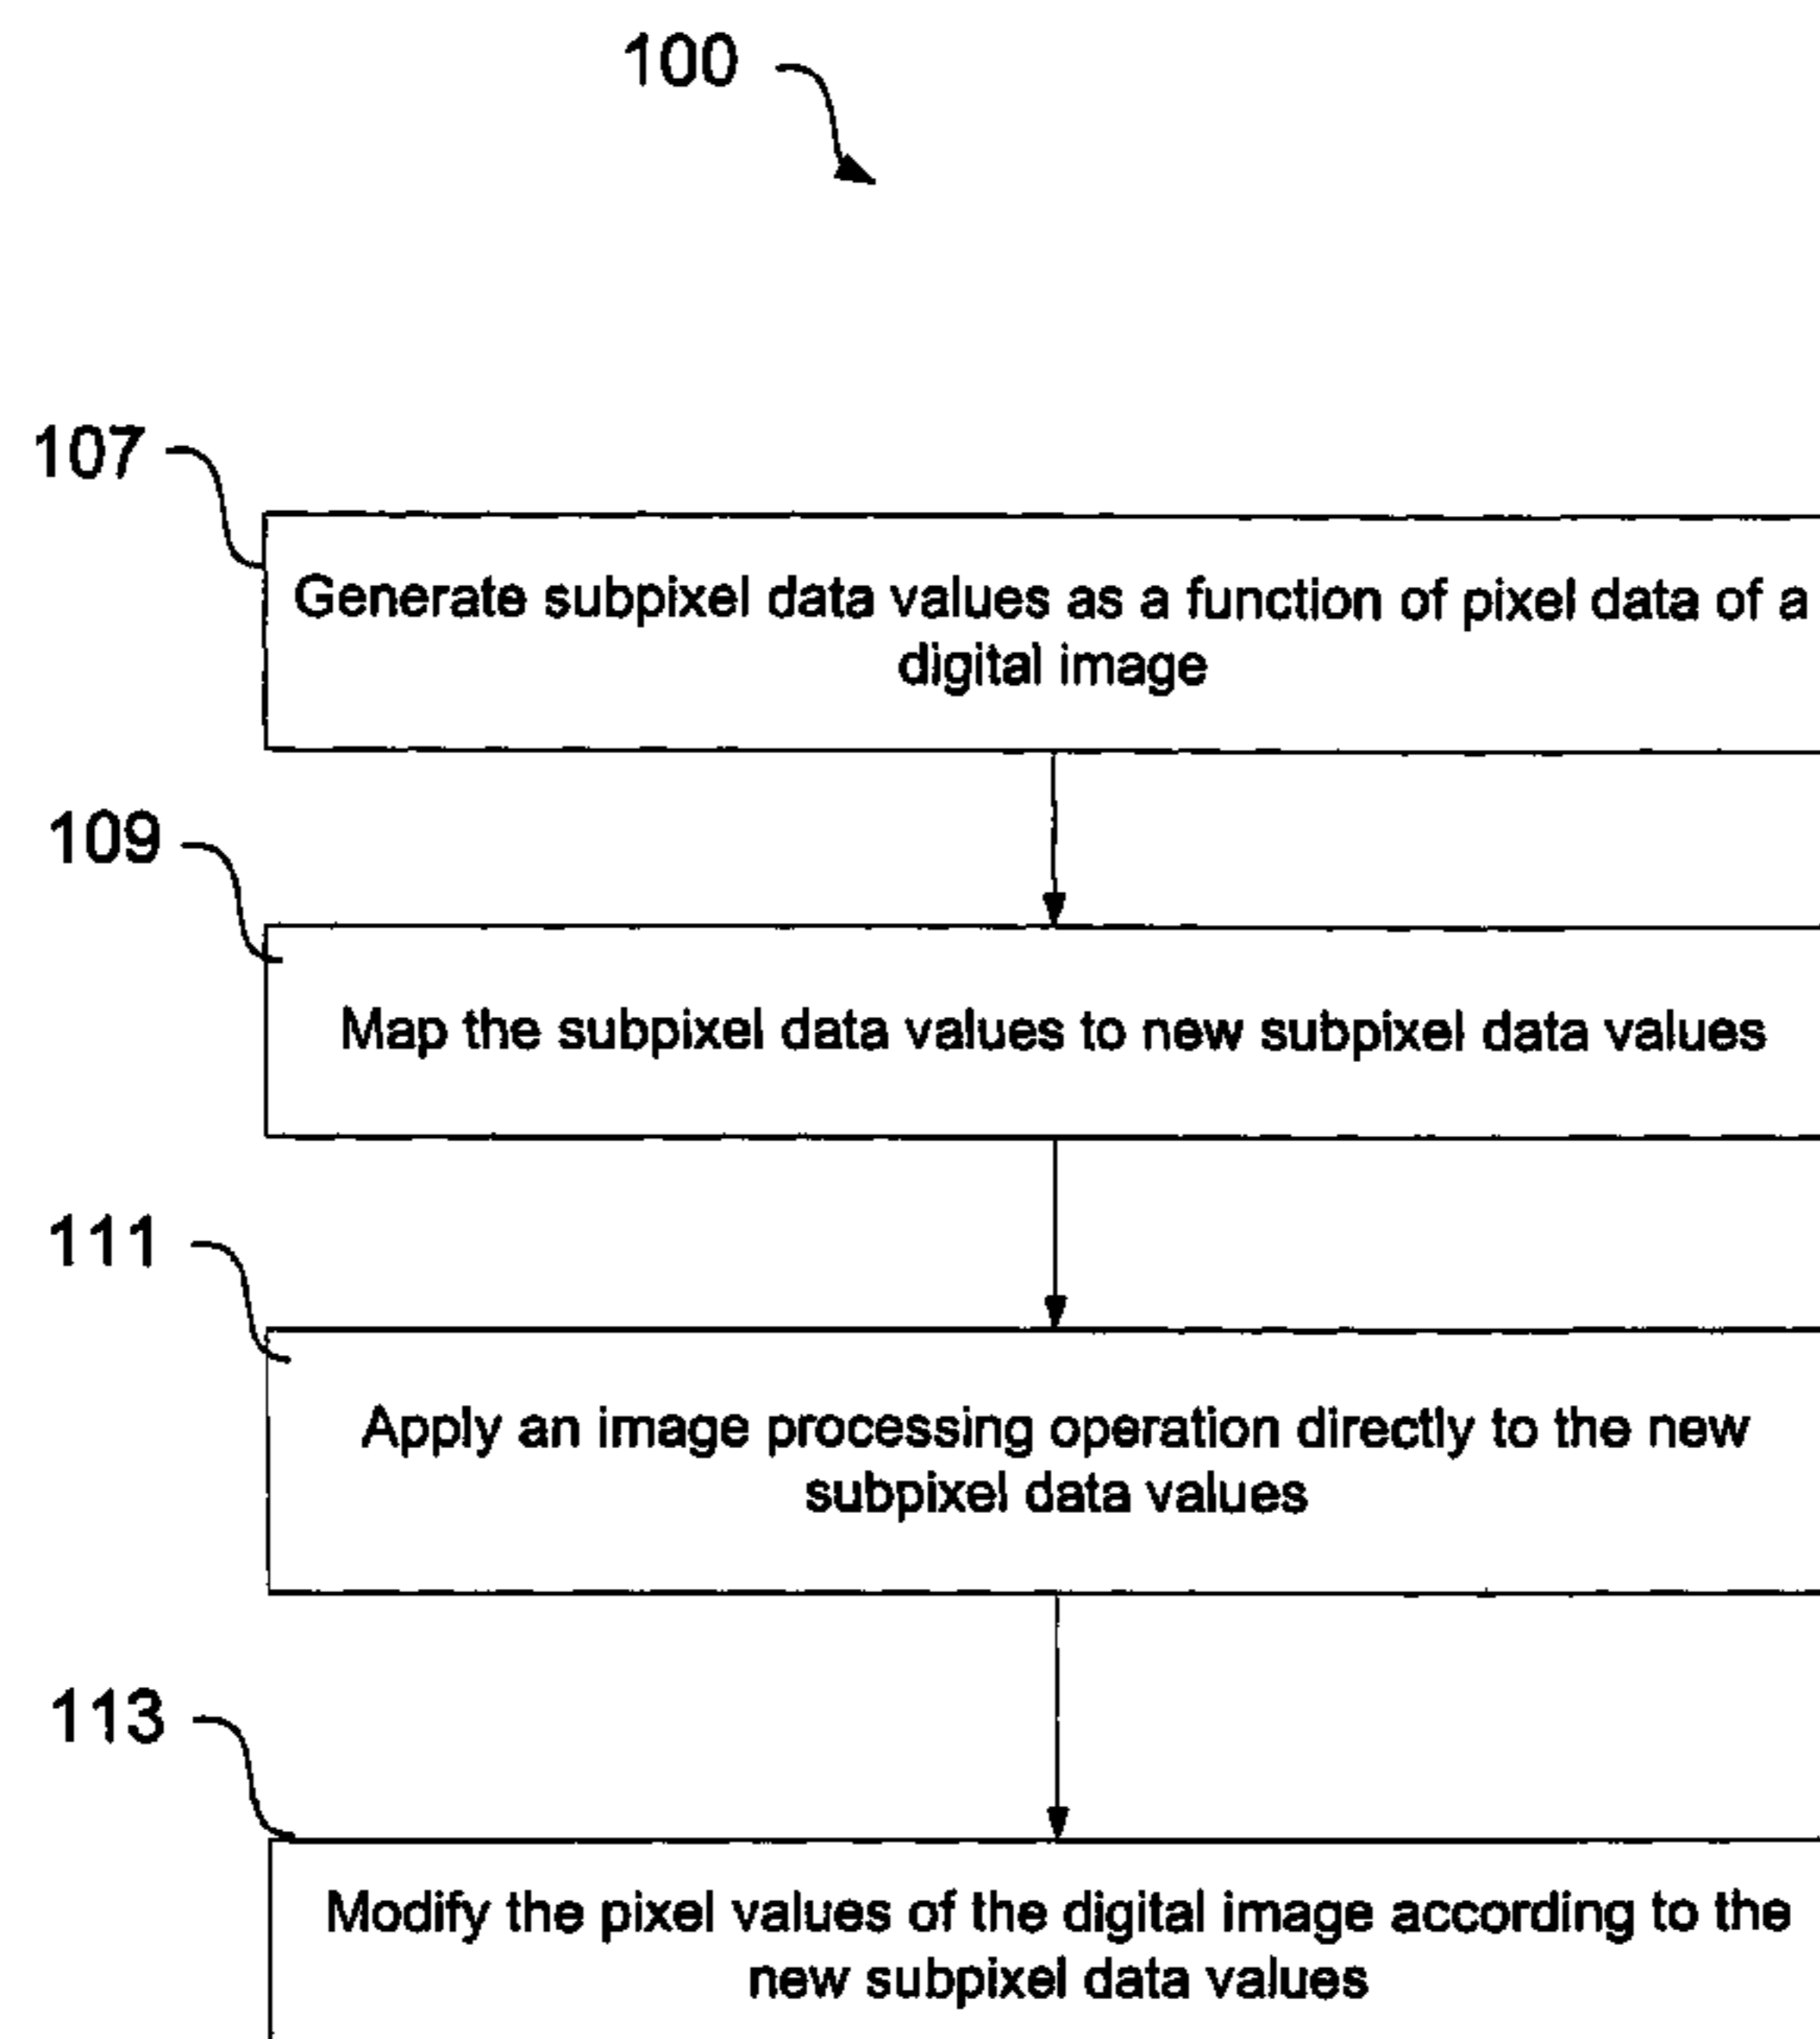 100
107
Generate subpixel data values as a function of pixel data of a
digital image
109
Map the subpixel data values to new subpixel data values
111
Apply an image processing operation directly to the new
subpixel data values
113
Modify the pixel values of the digital image according to the
new subpixel data values